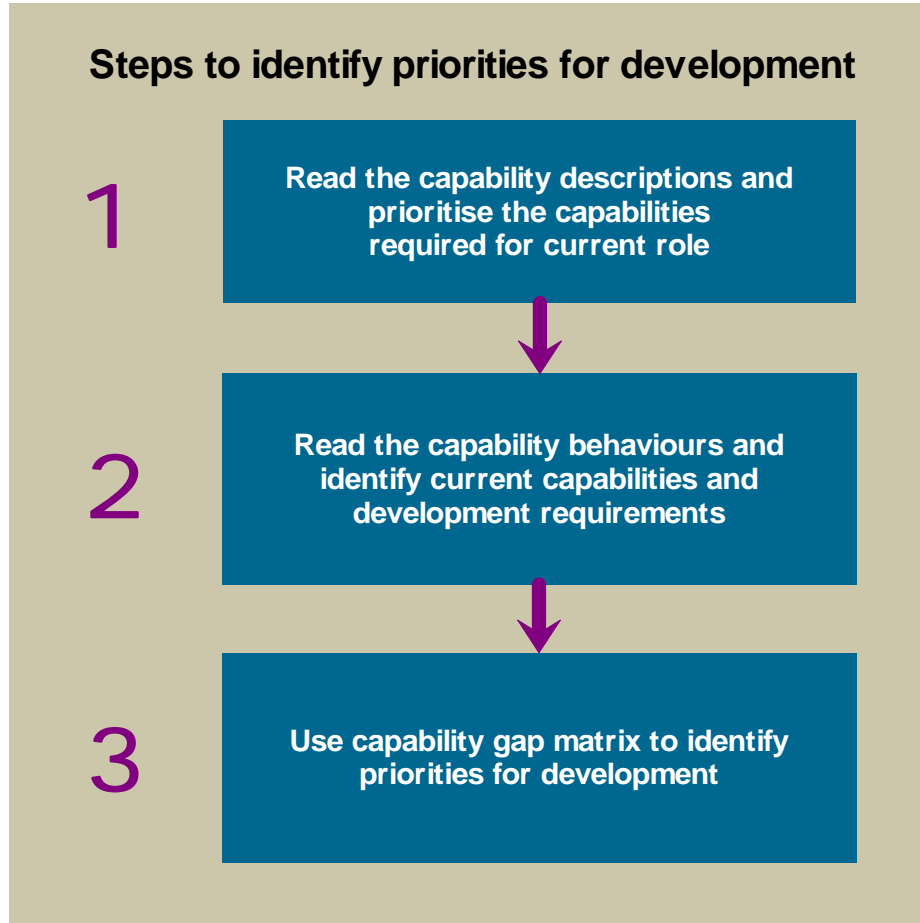 Steps to identify priorities for development
1
Read the capability descriptions and
prioritise the capabilities
required for current role
2
Read the capability behaviours and
identify current capabilities and
development requirements
3
Use capability gap matrix to identify
priorities for development